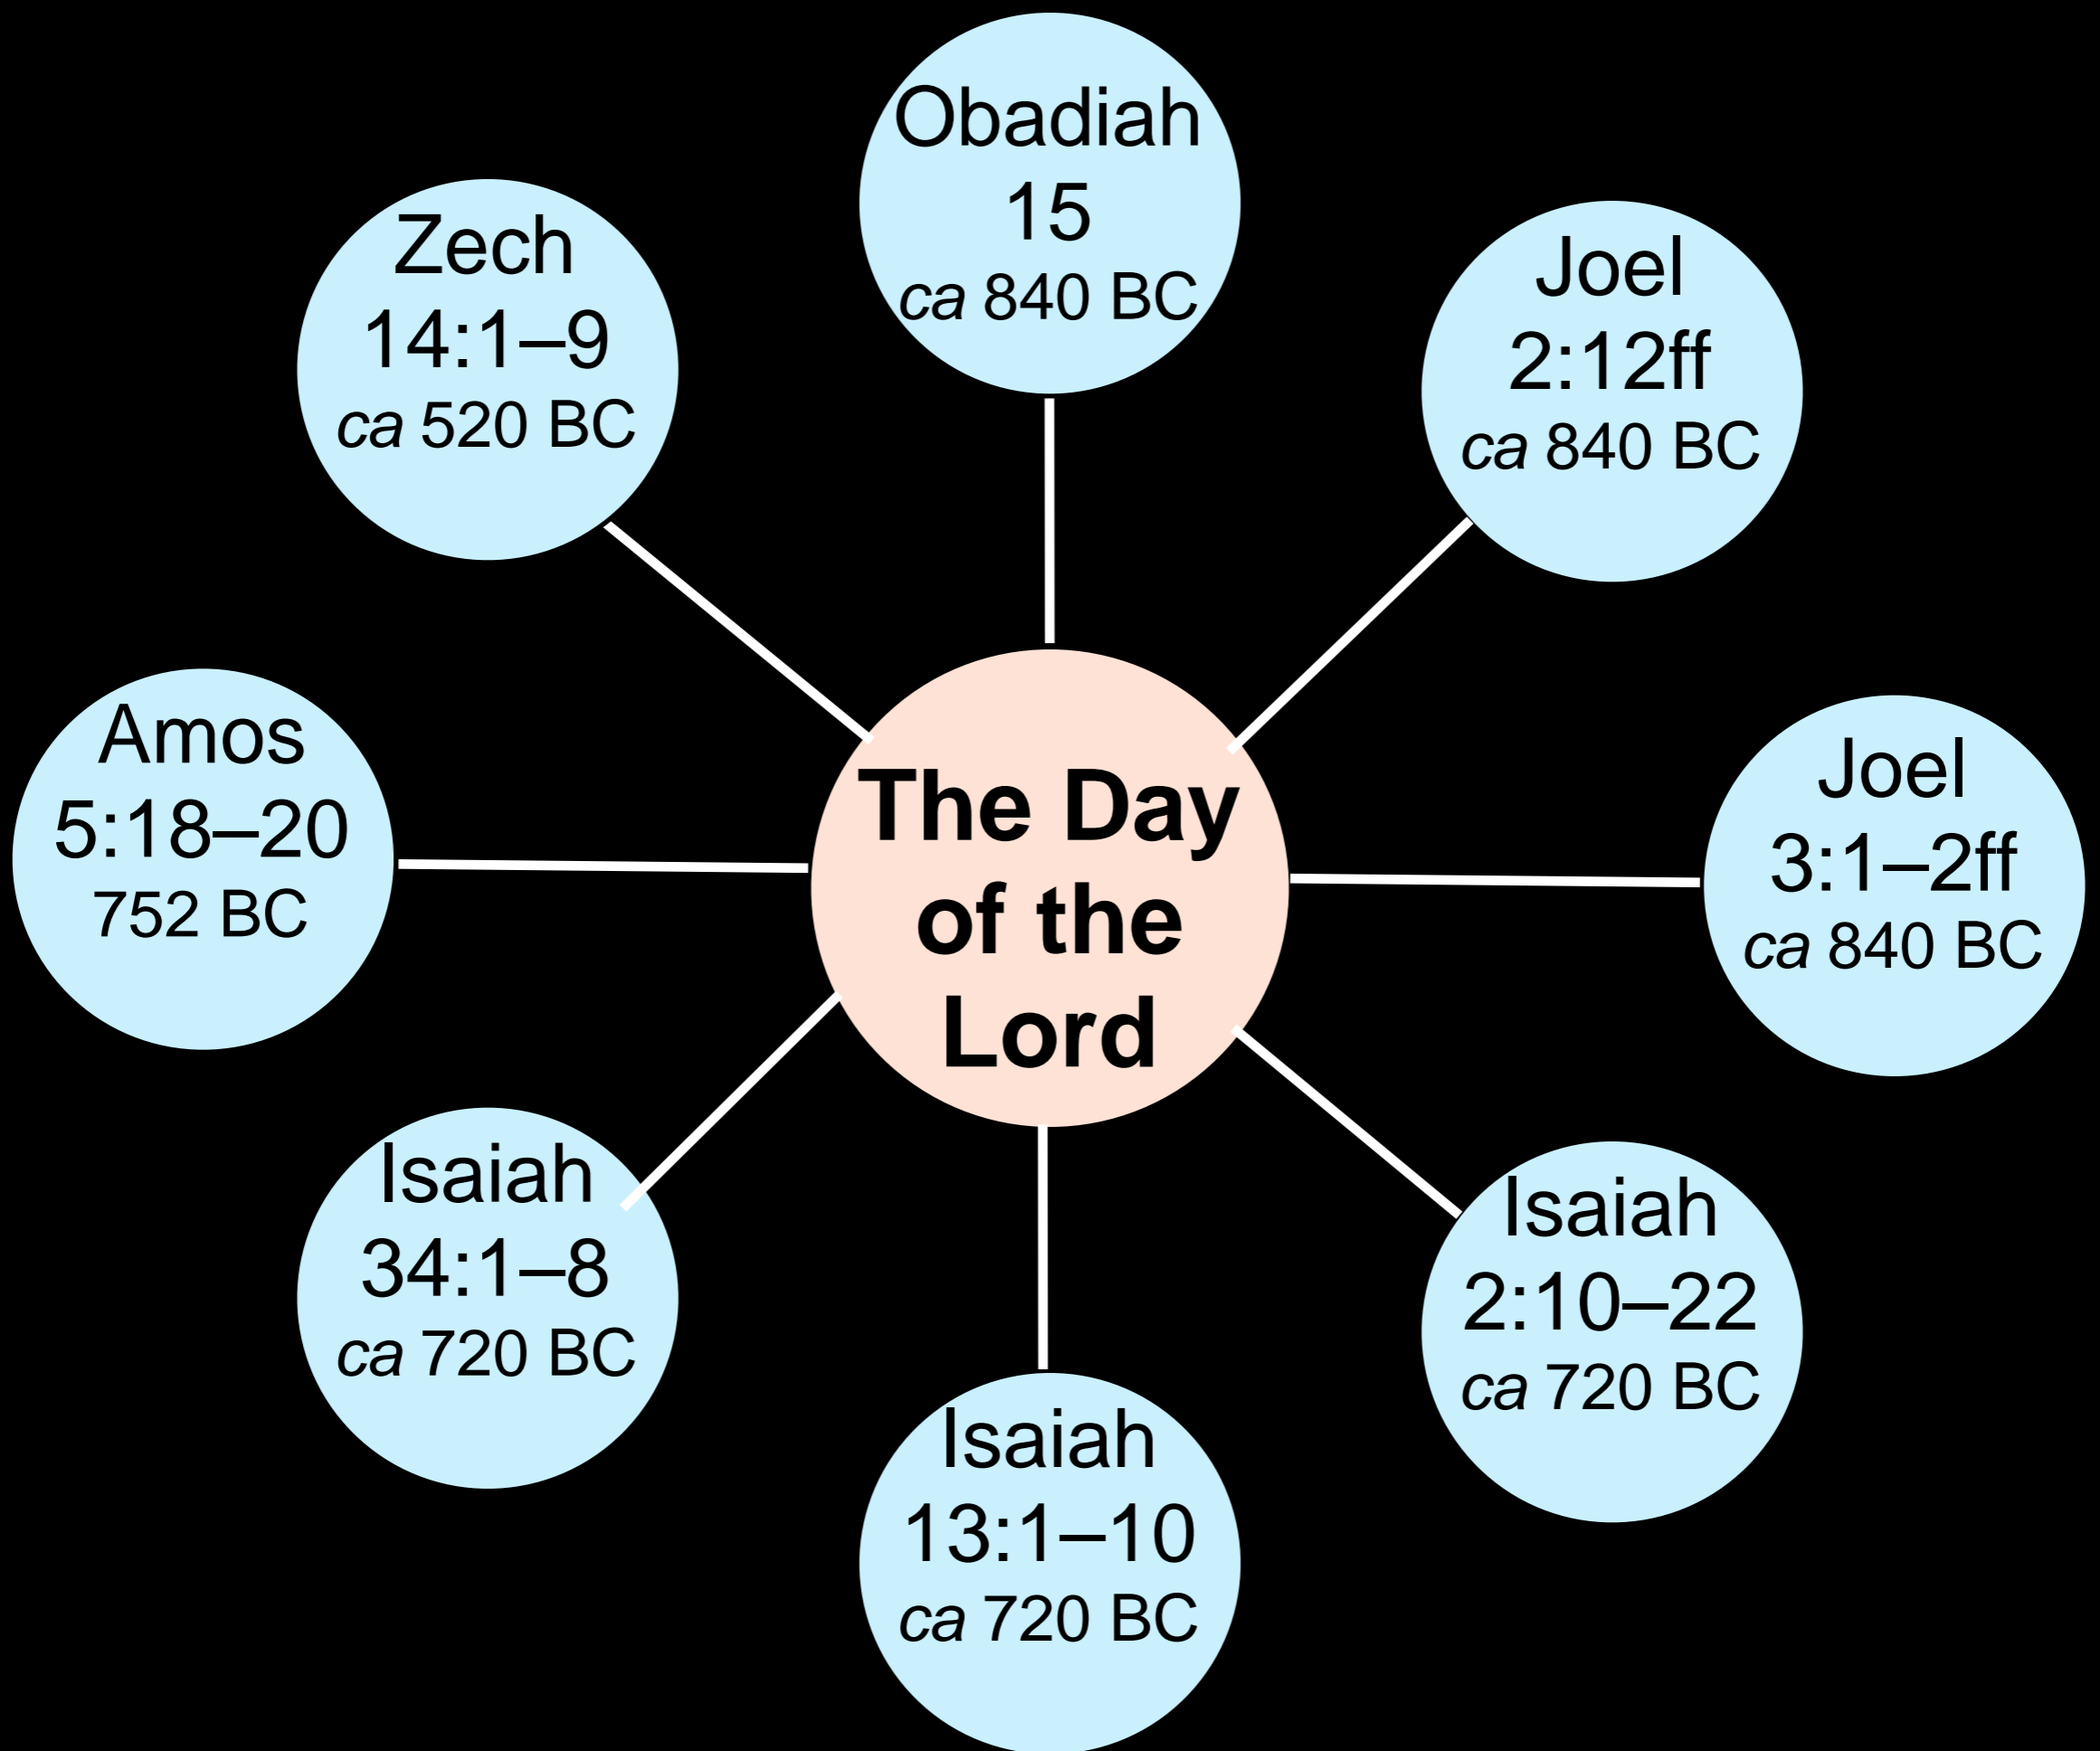 Obadiah
15
ca 840 BC
Zech
14:1–9
ca 520 BC
Joel
2:12ff
ca 840 BC
Amos
5:18–20
752 BC
The Day
of the
Lord
Joel
3:1–2ff
ca 840 BC
Isaiah
34:1–8
ca 720 BC
Isaiah
2:10–22
ca 720 BC
Isaiah
13:1–10
ca 720 BC